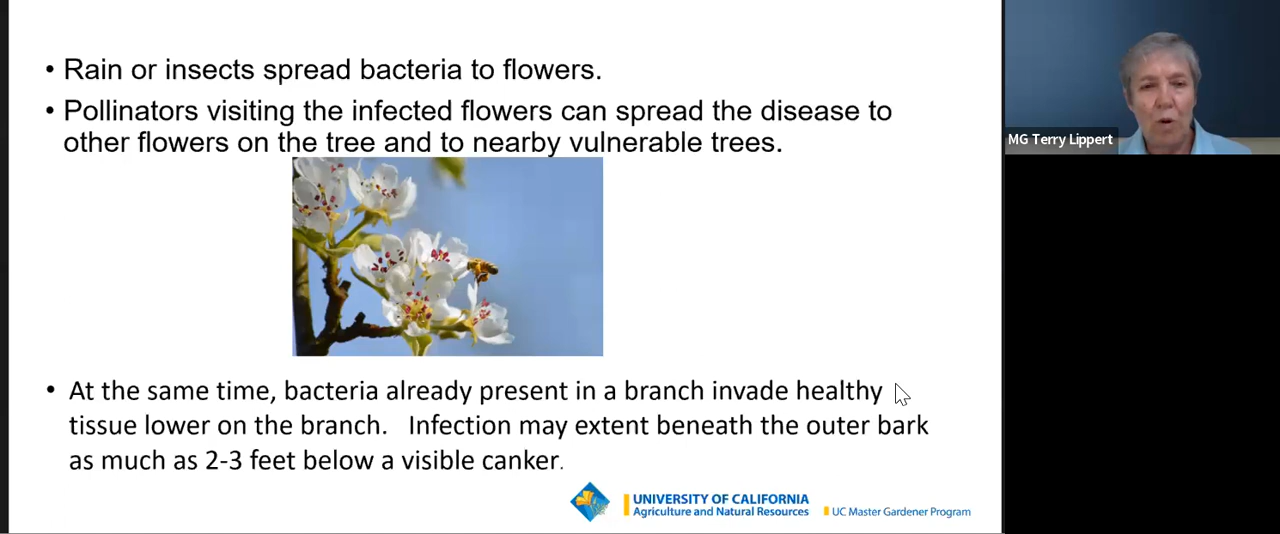 • Rain or insects spread bacteria to flowers.
• Pollinators visiting the infected flowers can spread the disease to
other flowers on the tree and to nearby vulnerable trees.
MG Terry Lippert
• At the same time, bacteria already present in a branch invade healthy
tissue lower on the branch. Infection may extent beneath the outer bark
as much as 2-3 feet below a visible canker.
UNIVERSITY OF CALIFORNIA
Agriculture and Natural Resources
UC Master Gardener Program